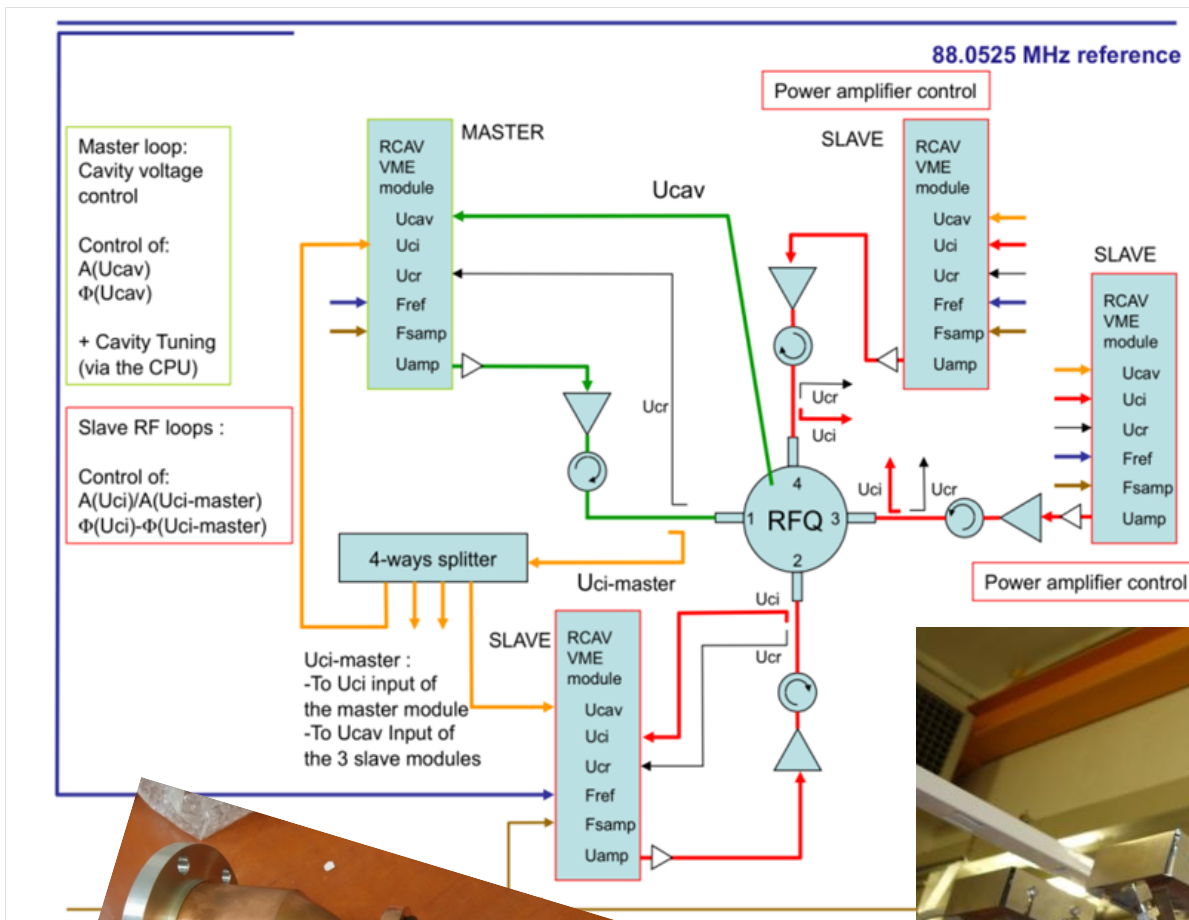 88.0525 MHz reference
Power amplifier control
MASTER
SLAVE
Master loop:
Cavity voltage
control
Control of:
A(Ucav)
Φ(Ucav)
+ Cavity Tuning
(via the CPU)
RCAV
VME
module
Ucav
Uci
Ucr
Fref
Fsamp
Uamp
Ucav
RCAV
VME
module
Ucav
Uci
Ucr
Fref
Fsamp
Uamp
SLAVE
RCAV
VME
module
Ucav
Uci
Ucr
Fref
Fsamp
Uamp
Slave RF loops :
Control of:
A(Uci)/A(Uci-master)
Φ(Uci)-Φ(Uci-master)
Ucr
Ucr
Uci
Uci
Ucr
4
1
RFQ
3
2
4-ways splitter
Uci-master
Power amplifier control
Uci
Ucr
SLAVE
RCAV
VME
module
Ucav
Uci
Ucr
Fref
Fsamp
Uamp
Uci-master :
-To Uci input of
the master module
-To Ucav Input of
the 3 slave modules